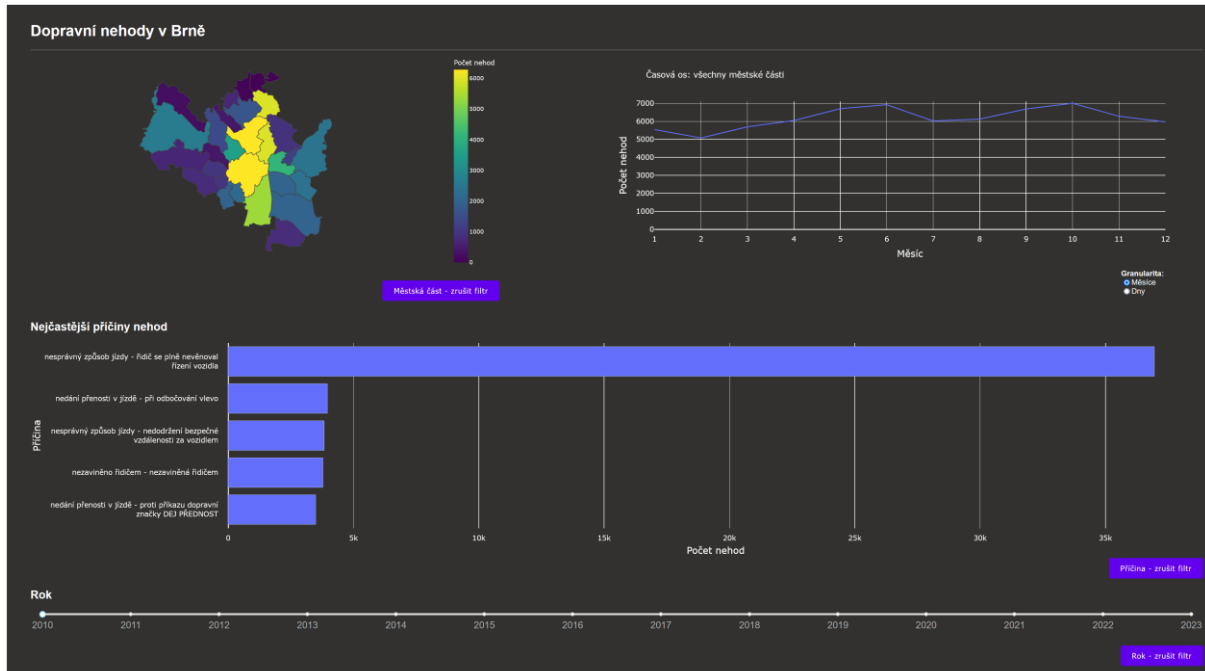 Dopravní nehody v Brně
Počet nehod
6000
5000
4000
3000
2000
1000
0
Městská část - zrušit filtr
Časová os: všechny městské části
Počet nehod
7000
6000
5000
4000
3000
2000
1000
0
1 2 3 4 5 6 7 8 9 10 11 12
Měsíc
Granularita:
Měsíce
Dny
Nejčastější příčiny nehod
Příčina
nesprávný způsob jízdy - řidič se plně nevěnoval
řízení vozidla
nedání přenosti v jízdě - při odbočování vlevo
nesprávný způsob jízdy - nedodržení bezpečné
vzdálenosti za vozidlem
nezaviněno řidičem - nezaviněná řidičem
nedání přenosti v jízdě - proti příkazu dopravní
značky DEJ PŘEDNOST
0 5k 10k 15k 20k 25k 30k 35k
Počet nehod
Příčina - zrušit filtr
Rok
2010 2011 2012 2013 2014 2015 2016 2017 2018 2019 2020 2021 2022 2023
Rok - zrušit filtr